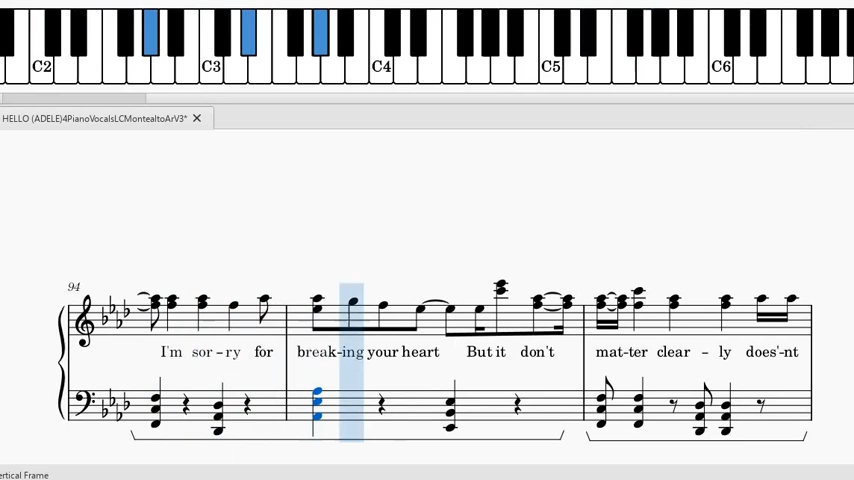 C2 C3 C4 C5 C6
HELLO (ADELE)4PianoVocalsLCMontealtoArV3*
94
I'm sor-ry for break-ing your heart But it don't mat-ter clear - ly does'-nt
ertical Frame